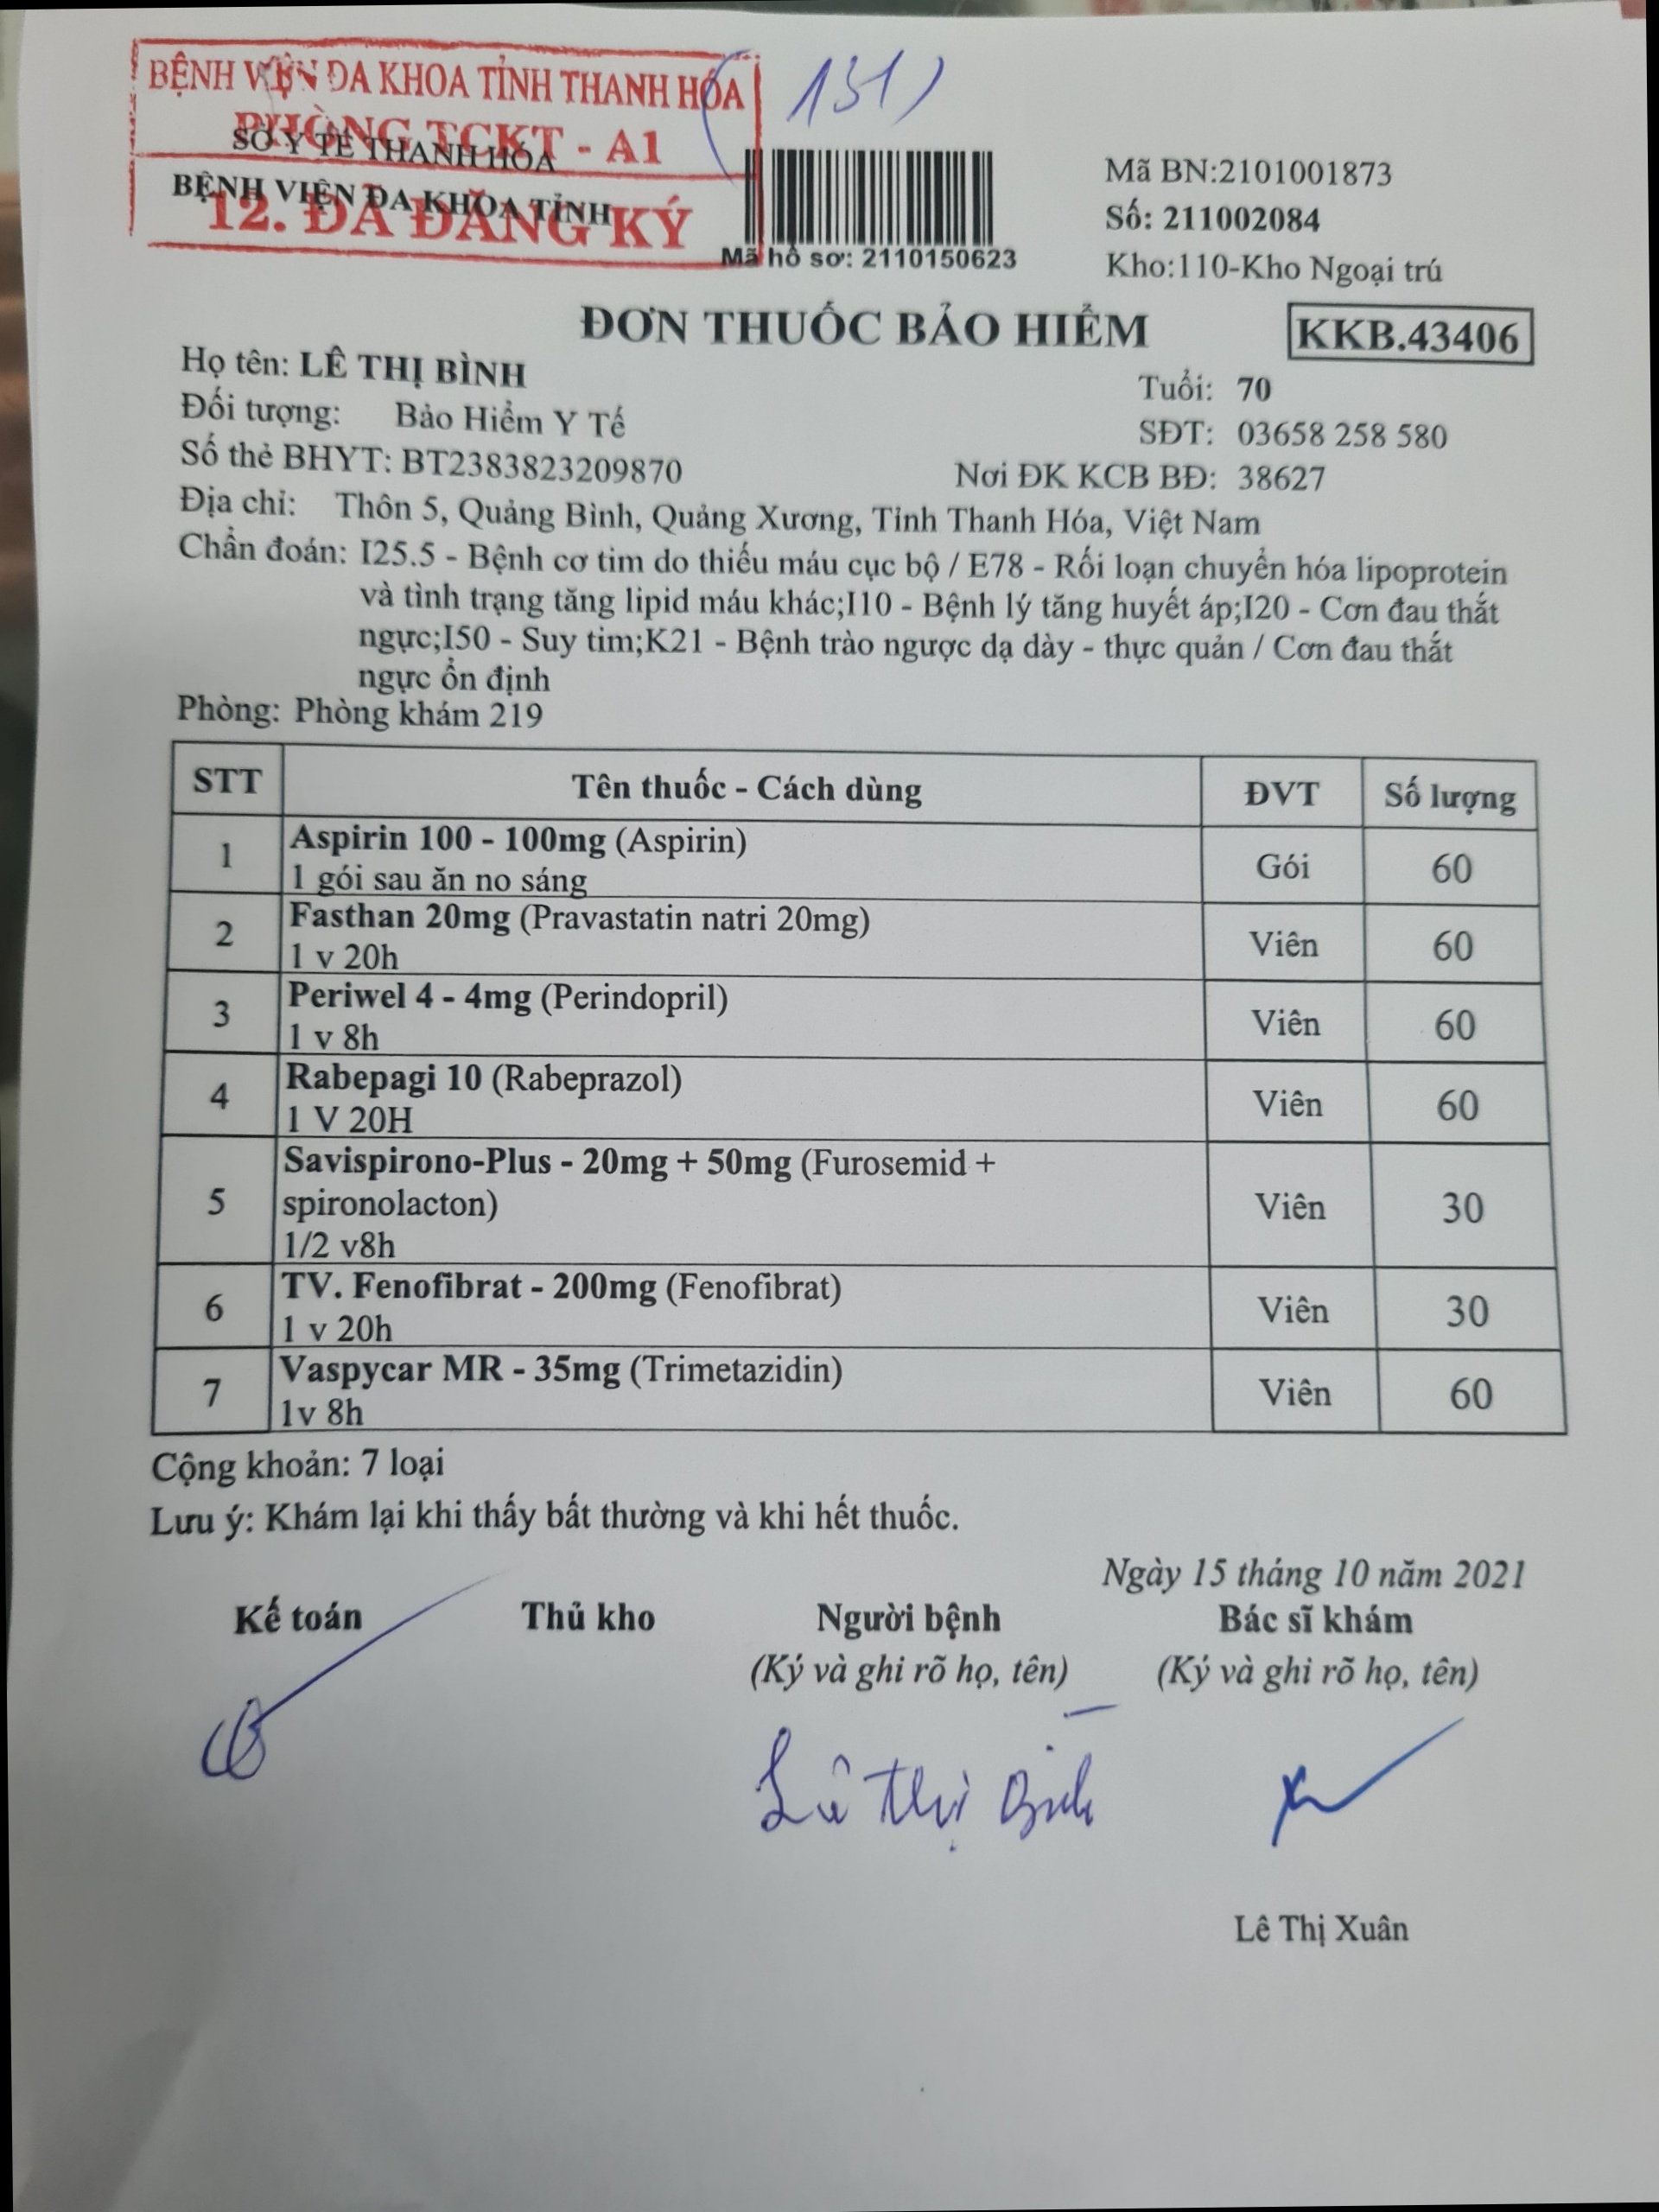 BỆNH VIỆN ĐA KHOA TỈNH THANH HÓA
PHÒNG TCKT - A1
12. ĐÃ ĐĂNG KÝ
SỞ Y TẾ THANH HÓA
BỆNH VIỆN ĐA KHOA TỈNH
(131)
Mã hồ sơ: 2110150623
Mã BN:2101001873
Số: 211002084
Kho:110-Kho Ngoại trú
ĐƠN THUỐC BẢO HIỂM
KKB.43406
Họ tên: LÊ THỊ BÌNH
Tuổi: 70
Đối tượng: Bảo Hiểm Y Tế
SĐT: 03658 258 580
Số thẻ BHYT: BT2383823209870
Nơi ĐK KCB BĐ: 38627
Địa chỉ: Thôn 5, Quảng Bình, Quảng Xương, Tỉnh Thanh Hóa, Việt Nam
Chẩn đoán: I25.5 - Bệnh cơ tim do thiếu máu cục bộ / E78 - Rối loạn chuyển hóa lipoprotein
và tình trạng tăng lipid máu khác;I10 - Bệnh lý tăng huyết áp;I20 - Cơn đau thắt
ngực;I50 - Suy tim;K21 - Bệnh trào ngược dạ dày - thực quản / Cơn đau thắt
ngực ổn định
Phòng: Phòng khám 219
STT Tên thuốc - Cách dùng ĐVT Số lượng
1 Aspirin 100 - 100mg (Aspirin) Gói 60
1 gói sau ăn no sáng
2 Fasthan 20mg (Pravastatin natri 20mg) Viên 60
1 v 20h
3 Periwel 4 - 4mg (Perindopril) Viên 60
1 v 8h
4 Rabepagi 10 (Rabeprazol) Viên 60
1 V 20H
5 Savispirono-Plus - 20mg + 50mg (Furosemid + Viên 30
spironolacton)
1/2 v8h
6 TV. Fenofibrat - 200mg (Fenofibrat) Viên 30
1 v 20h
7 Vaspycar MR - 35mg (Trimetazidin) Viên 60
1v 8h
Cộng khoản: 7 loại
Lưu ý: Khám lại khi thấy bất thường và khi hết thuốc.
Ngày 15 tháng 10 năm 2021
Kế toán Thủ kho Người bệnh Bác sĩ khám
(Ký và ghi rõ họ, tên) (Ký và ghi rõ họ, tên)
Lê Thị Bình
Lê Thị Xuân